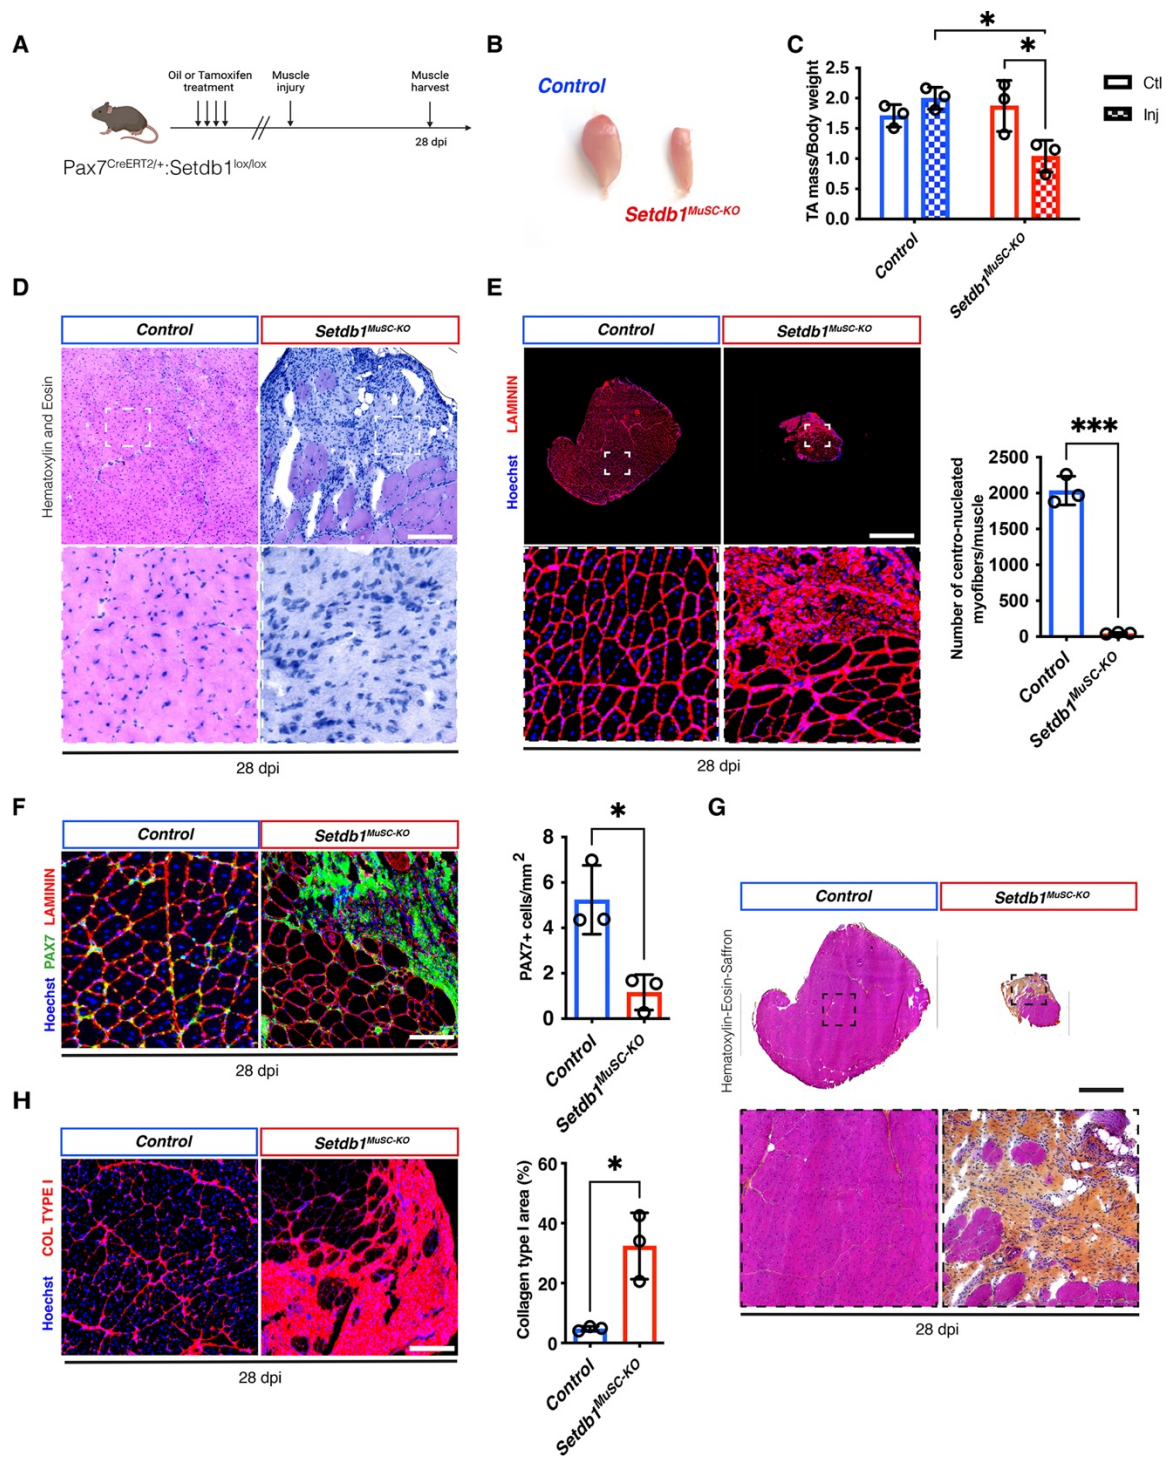 A
Oil or Tamoxifen
treatment
Muscle
injury
Muscle
harvest
28 dpi
Pax7CreERT2/+:Setdb1lox/lox
B
Control
Setdb1MuSC-KO
C
*
*
TA mass/Body weight
2.5
2.0
1.5
1.0
0.5
0.0
Control
Setdb1MuSC-KO
Ctl
Inj
D
Control
Setdb1MuSC-KO
Hematoxylin and Eosin
28 dpi
E
Control
Setdb1MuSC-KO
Hoechst LAMININ
28 dpi
***
Number of centro-nucleated
myofibers/muscle
2500
2000
1500
1000
500
0
Control
Setdb1MuSC-KO
F
Control
Setdb1MuSC-KO
Hoechst PAX7 LAMININ
28 dpi
*
PAX7+ cells/mm2
8
6
4
2
0
Control
Setdb1MuSC-KO
G
Control
Setdb1MuSC-KO
Hematoxylin-Eosin-Saffron
28 dpi
H
Control
Setdb1MuSC-KO
Hoechst COL TYPE I
28 dpi
*
Collagen type I area (%)
60
40
20
0
Control
Setdb1MuSC-KO